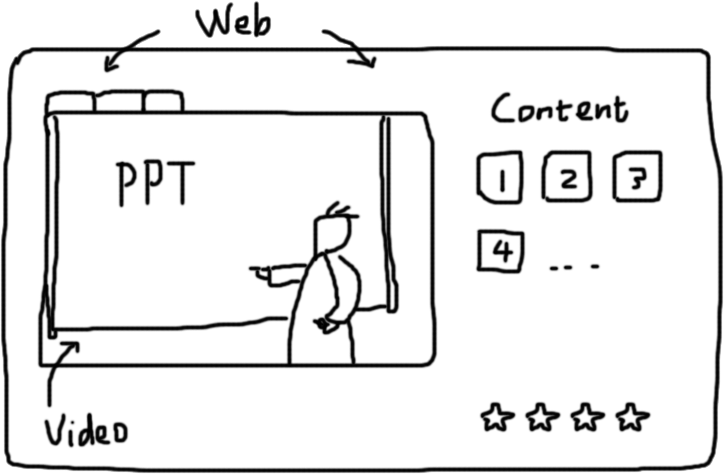 Web
Content
PPT
1 2 3
4 ...
Video